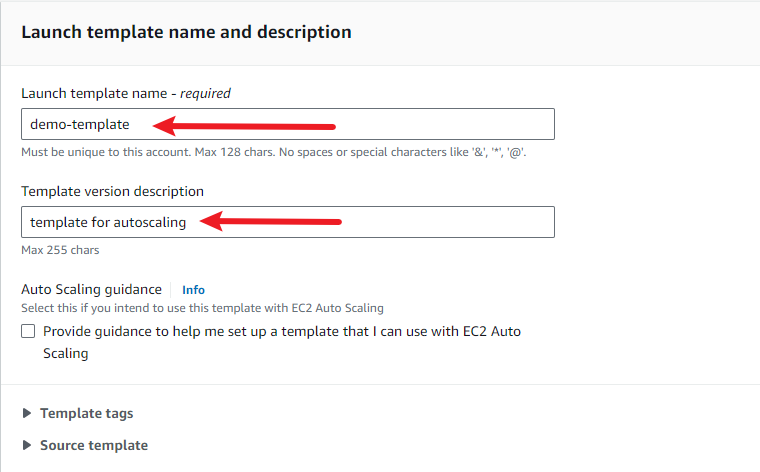 Launch template name and description
Launch template name - required
demo-template
Must be unique to this account. Max 128 chars. No spaces or special characters like '&', '*', '@'.
Template version description
template for autoscaling
Max 255 chars
Auto Scaling guidance Info
Select this if you intend to use this template with EC2 Auto Scaling
Provide guidance to help me set up a template that I can use with EC2 Auto
Scaling
Template tags
Source template